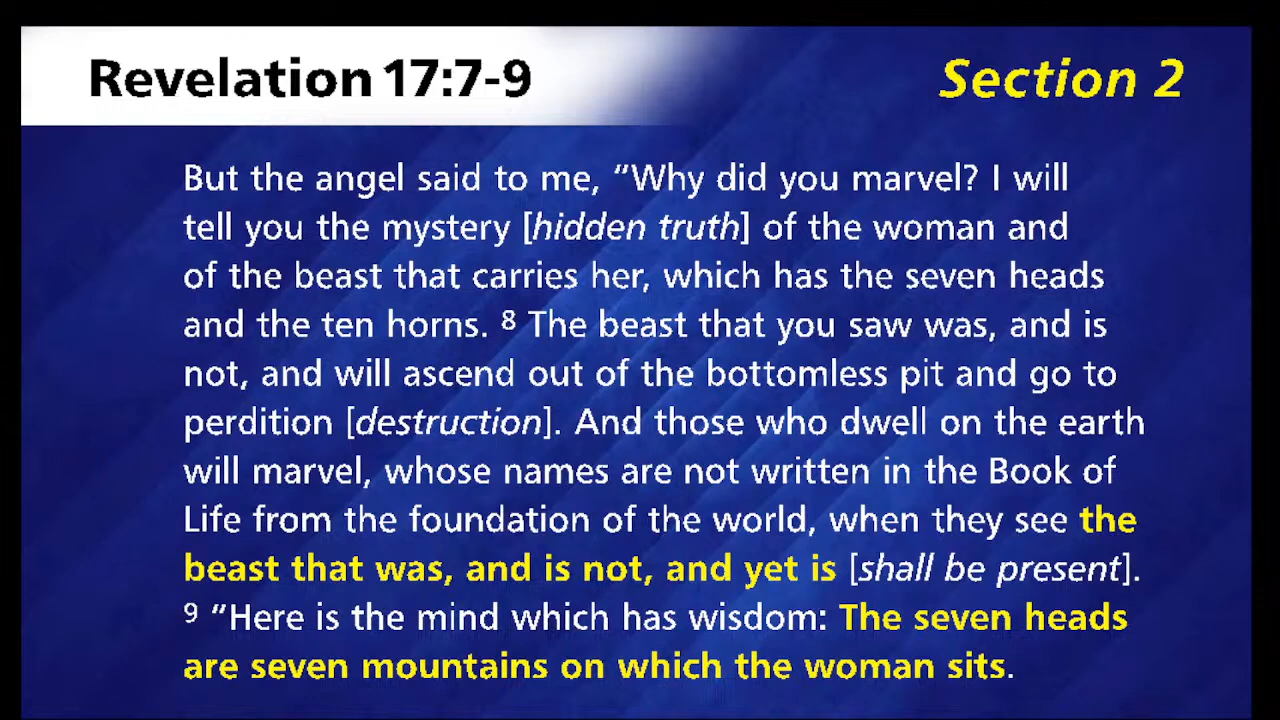 Revelation 17:7-9
Section 2
But the angel said to me, “Why did you marvel? I will
tell you the mystery [hidden truth] of the woman and
of the beast that carries her, which has the seven heads
and the ten horns. 8 The beast that you saw was, and is
not, and will ascend out of the bottomless pit and go to
perdition [destruction]. And those who dwell on the earth
will marvel, whose names are not written in the Book of
Life from the foundation of the world, when they see the
beast that was, and is not, and yet is [shall be present].
9 “Here is the mind which has wisdom: The seven heads
are seven mountains on which the woman sits.